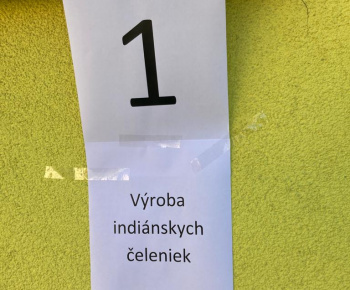 1
Výroba
indiánskych
čeleniek